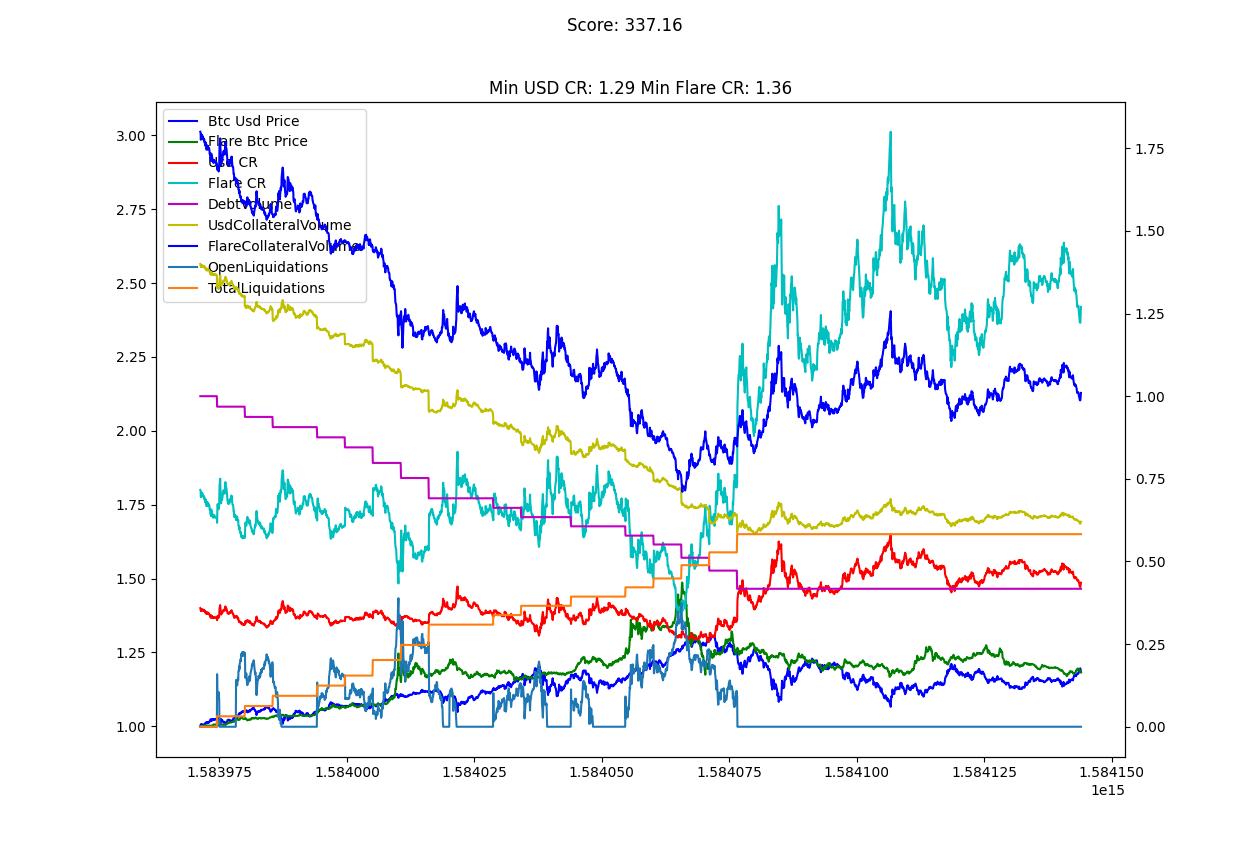 Score: 337.16
Min USD CR: 1.29 Min Flare CR: 1.36
Btc Usd Price
Flare Btc Price
Usd CR
Flare CR
DebtVolume
UsdCollateralVolume
FlareCollateralVolume
OpenLiquidations
TotalLiquidations
3.00
2.75
2.50
2.25
2.00
1.75
1.50
1.25
1.00
1.75
1.50
1.25
1.00
0.75
0.50
0.25
0.00
1.583975 1.584000 1.584025 1.584050 1.584075 1.584100 1.584125 1.584150
1e15